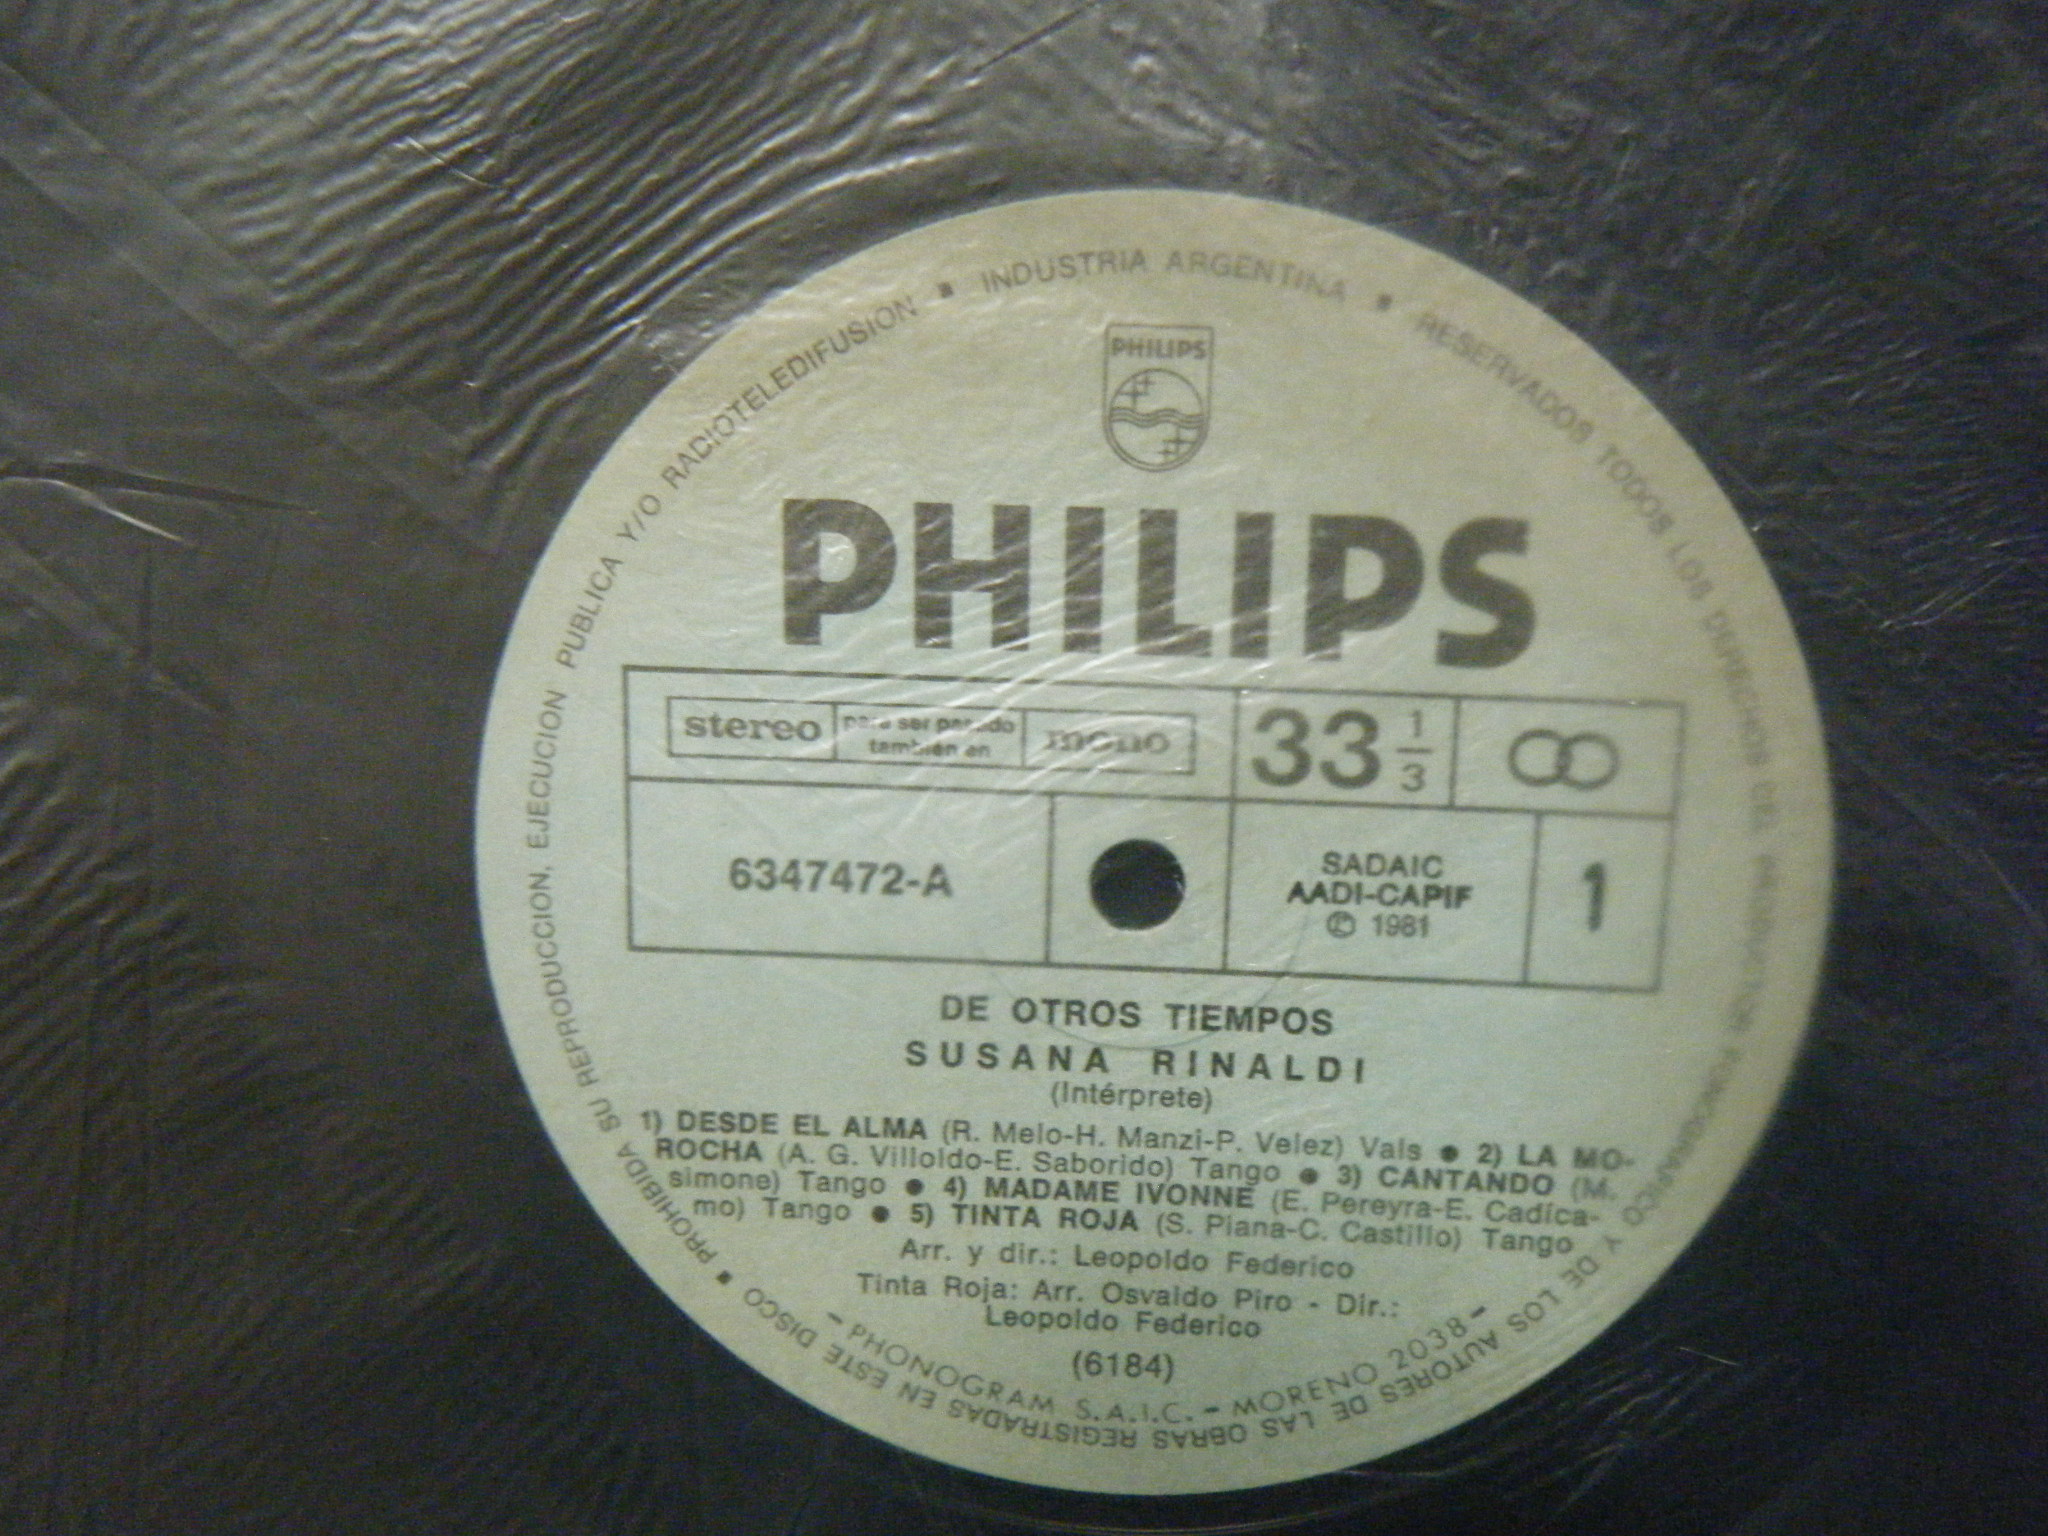 INDUSTRIA ARGENTINA ■ RESERVADOS TODOS LOS DERECHOS
Y DE LOS AUTORES DE LAS OBRAS REGISTRADAS EN ESTE DISCO ■ PROHIBIDA SU REPRODUCCION, EJECUCION PUBLICA Y/O RADIOTELEDIFUSION ■
PHILIPS
PHILIPS
stereo
para ser pasado
también en
mono
33 1/3
6347472-A
SADAIC
AADI-CAPIF
Ⓟ 1981
1
DE OTROS TIEMPOS
SUSANA RINALDI
(Intérprete)
1) DESDE EL ALMA (R. Melo-H. Manzi-P. Velez) Vals ● 2) LA MO-
ROCHA (A. G. Villoldo-E. Saborido) Tango ● 3) CANTANDO (M.
simone) Tango ● 4) MADAME IVONNE (E. Pereyra-E. Cadíca-
mo) Tango ● 5) TINTA ROJA (S. Piana-C. Castillo) Tango
Arr. y dir.: Leopoldo Federico
Tinta Roja: Arr. Osvaldo Piro - Dir.:
Leopoldo Federico
(6184)
- PHONOGRAM S.A.I.C. - MORENO 2038 -